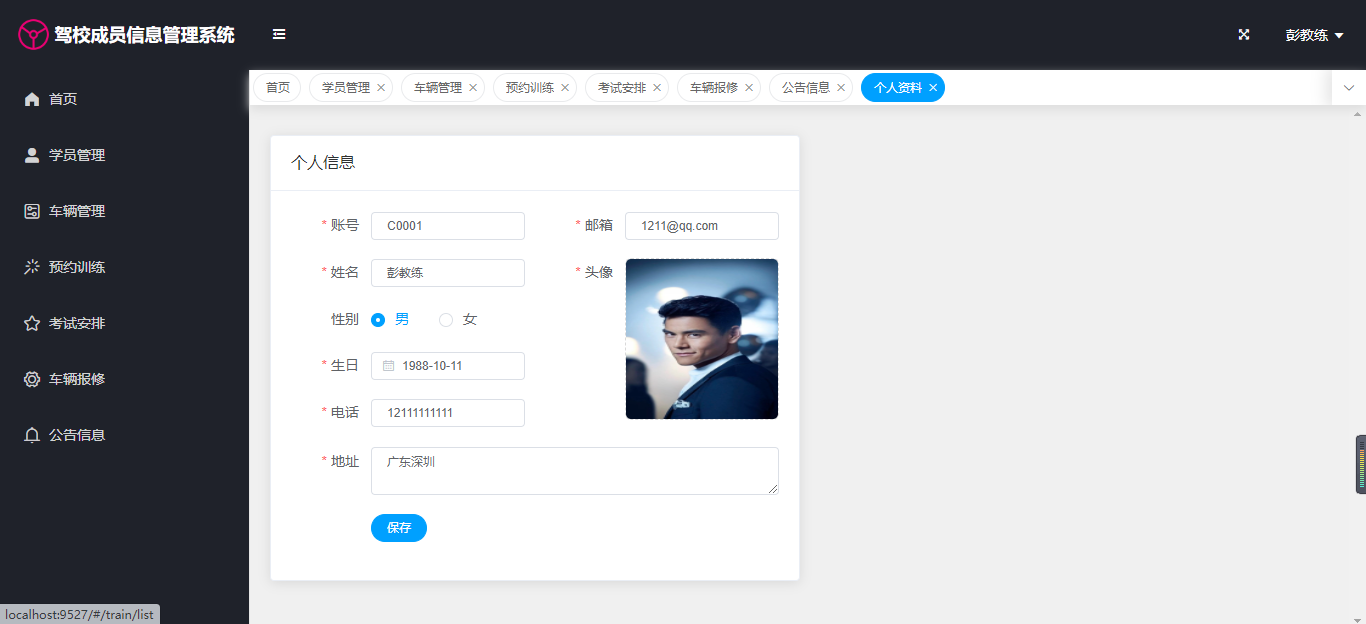 驾校成员信息管理系统
彭教练
首页
学员管理
车辆管理
预约训练
考试安排
车辆报修
公告信息
首页 学员管理 车辆管理 预约训练 考试安排 车辆报修 公告信息 个人资料
个人信息
* 账号 C0001
* 邮箱 1211@qq.com
* 姓名 彭教练
* 头像
性别 男 女
* 生日 1988-10-11
* 电话 12111111111
* 地址 广东深圳
保存
localhost:9527/#/train/list